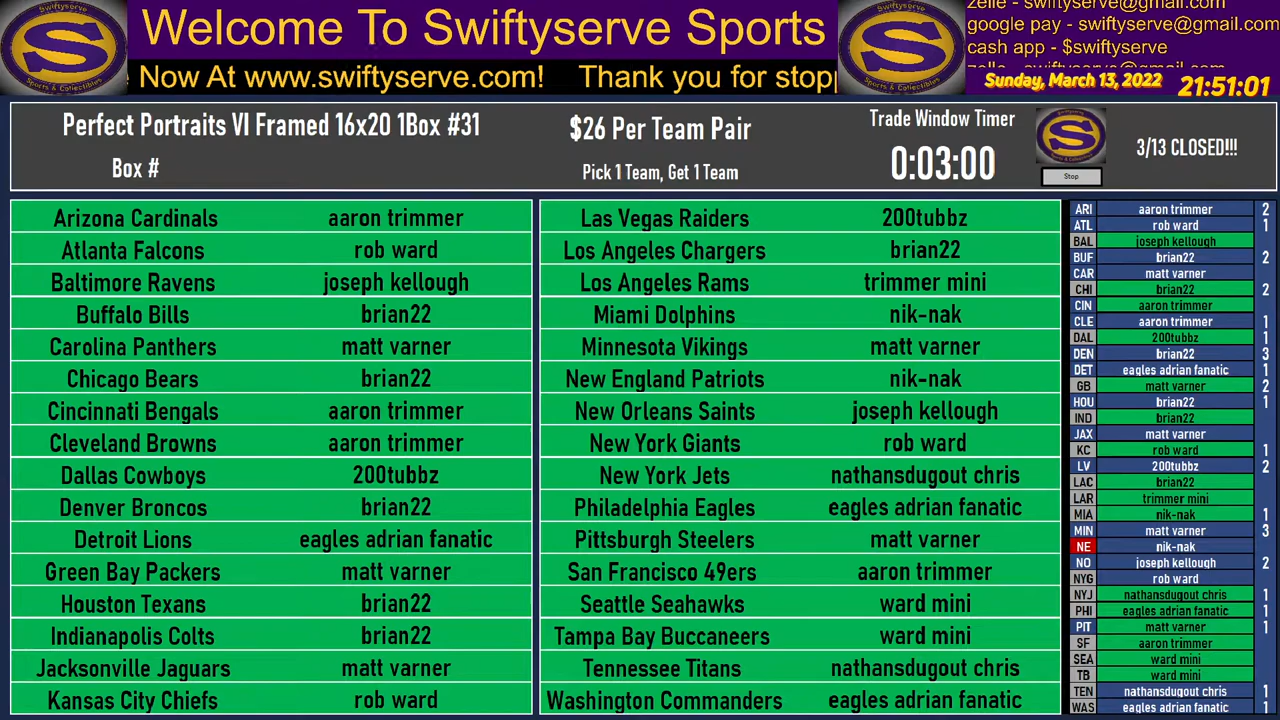 Welcome To Swiftyserve Sports
Now At www.swiftyserve.com! Thank you for stop
zelle - swiftyserve@gmail.com
google pay - swiftyserve@gmail.com
cash app - $swiftyserve
zelle - swiftyserve@gmail.com
Sunday, March 13, 2022 21:51:01
Perfect Portraits VI Framed 16x20 1Box #31
Box #
$26 Per Team Pair
Pick 1 Team, Get 1 Team
Trade Window Timer
0:03:00
Stop
3/13 CLOSED!!!
Arizona Cardinals aaron trimmer
Atlanta Falcons rob ward
Baltimore Ravens joseph kellough
Buffalo Bills brian22
Carolina Panthers matt varner
Chicago Bears brian22
Cincinnati Bengals aaron trimmer
Cleveland Browns aaron trimmer
Dallas Cowboys 200tubbz
Denver Broncos brian22
Detroit Lions eagles adrian fanatic
Green Bay Packers matt varner
Houston Texans brian22
Indianapolis Colts brian22
Jacksonville Jaguars matt varner
Kansas City Chiefs rob ward
Las Vegas Raiders 200tubbz
Los Angeles Chargers brian22
Los Angeles Rams trimmer mini
Miami Dolphins nik-nak
Minnesota Vikings matt varner
New England Patriots nik-nak
New Orleans Saints joseph kellough
New York Giants rob ward
New York Jets nathansdugout chris
Philadelphia Eagles eagles adrian fanatic
Pittsburgh Steelers matt varner
San Francisco 49ers aaron trimmer
Seattle Seahawks ward mini
Tampa Bay Buccaneers ward mini
Tennessee Titans nathansdugout chris
Washington Commanders eagles adrian fanatic
ARI aaron trimmer 2
ATL rob ward 1
BAL joseph kellough
BUF brian22 2
CAR matt varner
CHI brian22 2
CIN aaron trimmer
CLE aaron trimmer 1
DAL 200tubbz 1
DEN brian22 3
DET eagles adrian fanatic 1
GB matt varner 2
HOU brian22 1
IND brian22
JAX matt varner
KC rob ward 1
LV 200tubbz 2
LAC brian22
LAR trimmer mini
MIA nik-nak 1
MIN matt varner 3
NE nik-nak
NO joseph kellough 2
NYG rob ward
NYJ nathansdugout chris 1
PHI eagles adrian fanatic 1
PIT matt varner 1
SF aaron trimmer
SEA ward mini
TB ward mini
TEN nathansdugout chris 1
WAS eagles adrian fanatic 1